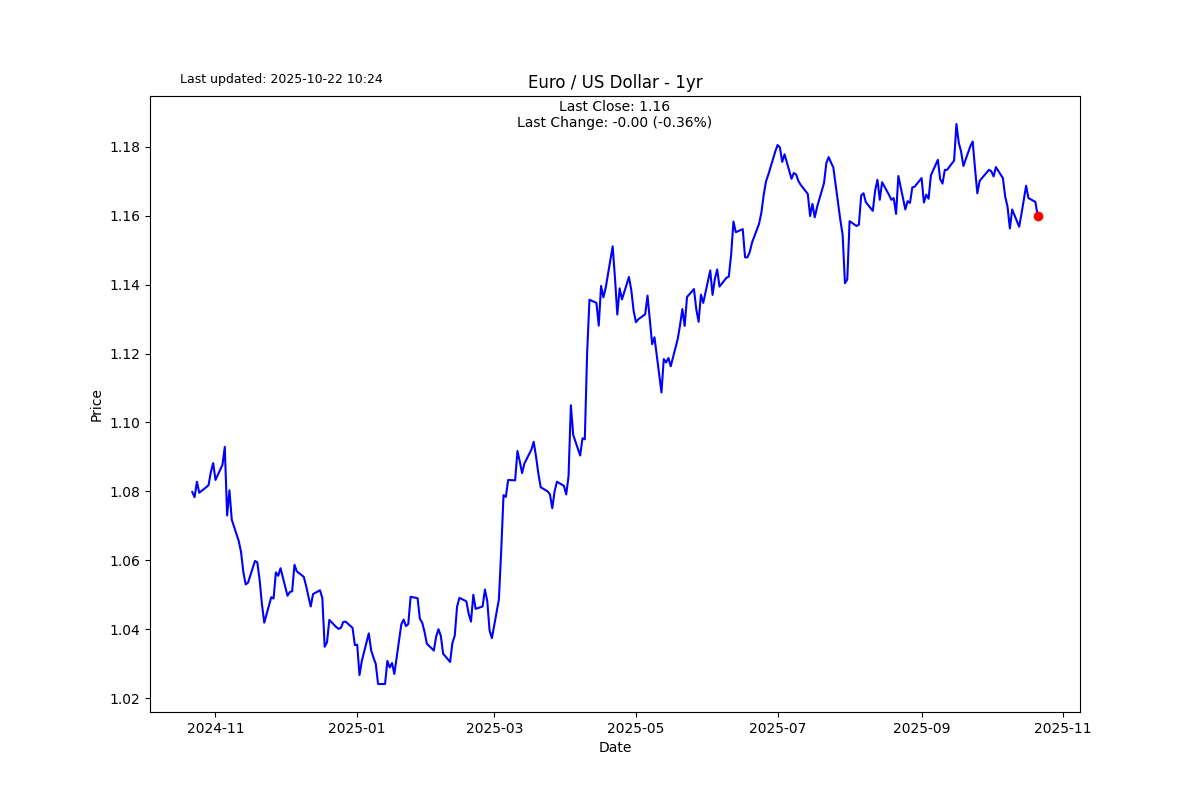 Last updated: 2025-10-22 10:24
Euro / US Dollar - 1yr
Last Close: 1.16
Last Change: -0.00 (-0.36%)
Price
1.18
1.16
1.14
1.12
1.10
1.08
1.06
1.04
1.02
2024-11
2025-01
2025-03
2025-05
2025-07
2025-09
2025-11
Date